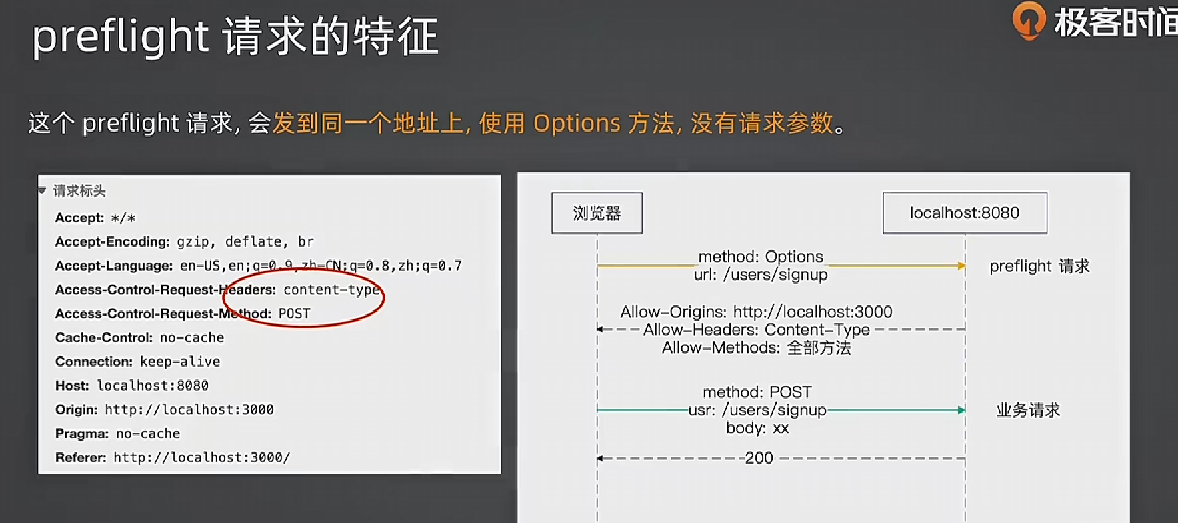 preflight 请求的特征
极客时间
这个 preflight 请求, 会发到同一个地址上, 使用 Options 方法, 没有请求参数。
请求标头
Accept: */*
Accept-Encoding: gzip, deflate, br
Accept-Language: en-US,en;q=0.9,zh-CN;q=0.8,zh;q=0.7
Access-Control-Request-Headers: content-type
Access-Control-Request-Method: POST
Cache-Control: no-cache
Connection: keep-alive
Host: localhost:8080
Origin: http://localhost:3000
Pragma: no-cache
Referer: http://localhost:3000/
浏览器
localhost:8080
method: Options
url: /users/signup
preflight 请求
Allow-Origins: http://localhost:3000
Allow-Headers: Content-Type
Allow-Methods: 全部方法
method: POST
usr: /users/signup
body: xx
业务请求
200